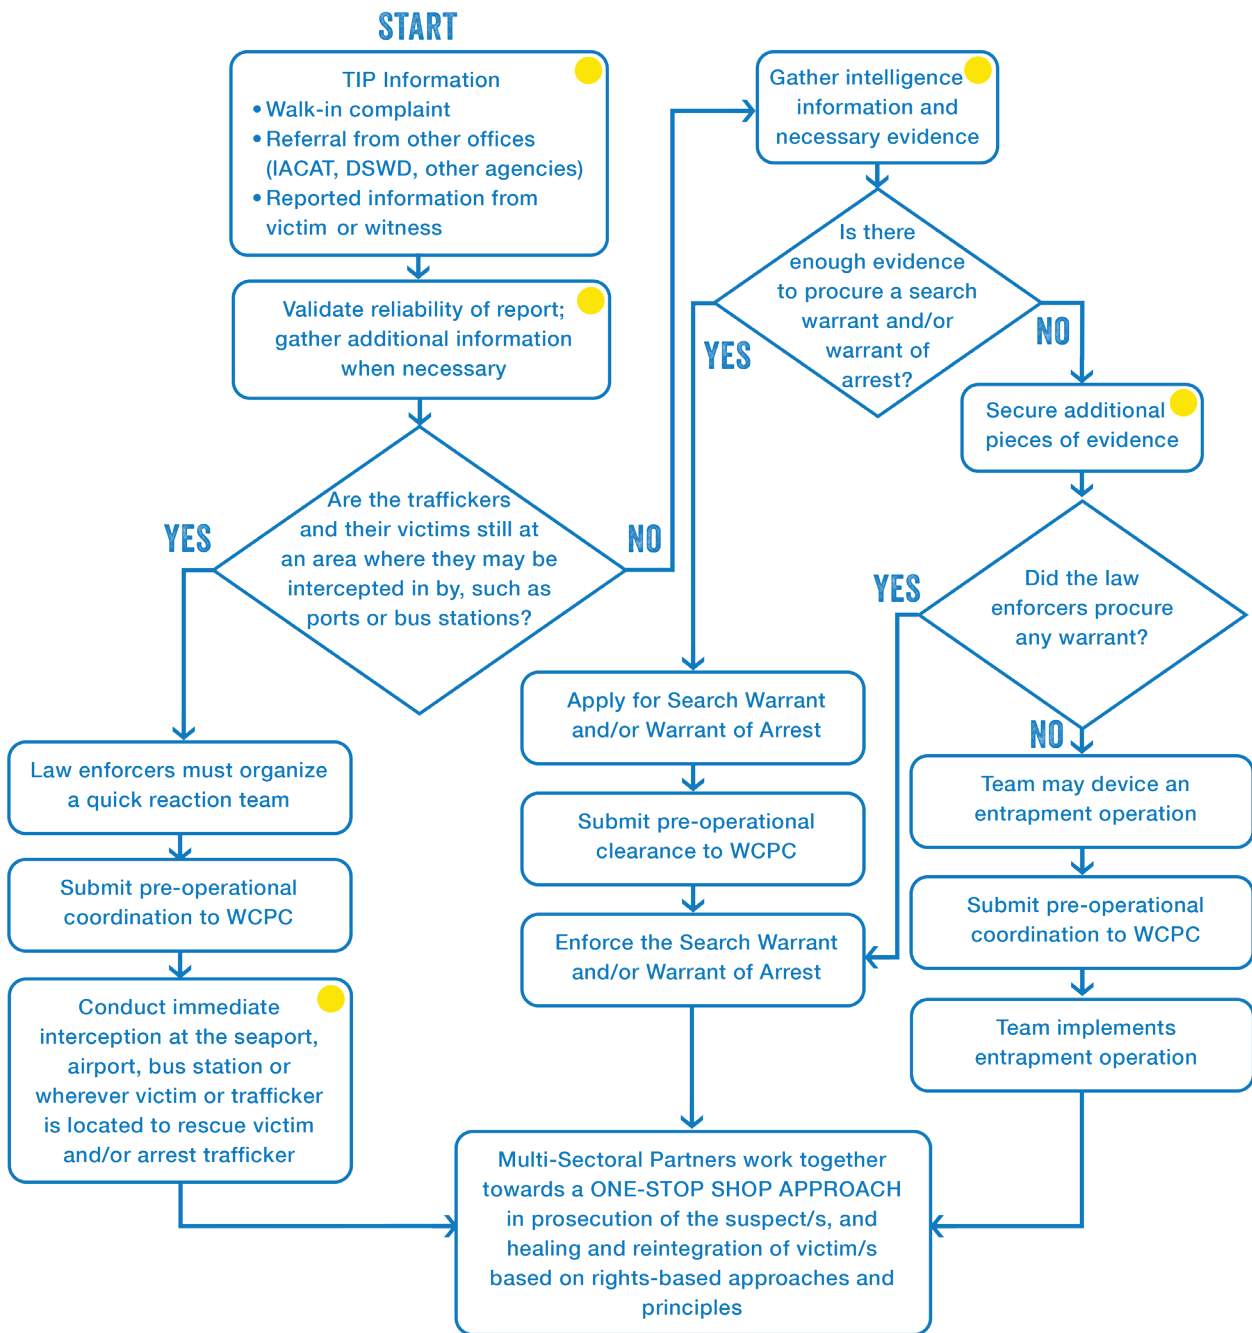 START
TIP Information
• Walk-in complaint
• Referral from other offices
(IACAT, DSWD, other agencies)
• Reported information from
victim or witness
Validate reliability of report;
gather additional information
when necessary
Are the traffickers
and their victims still at
an area where they may be
intercepted in by, such as
ports or bus stations?
YES
NO
Law enforcers must organize
a quick reaction team
Submit pre-operational
coordination to WCPC
Conduct immediate
interception at the seaport,
airport, bus station or
wherever victim or trafficker
is located to rescue victim
and/or arrest trafficker
Gather intelligence
information and
necessary evidence
Is there
enough evidence
to procure a search
warrant and/or
warrant of
arrest?
YES
NO
Apply for Search Warrant
and/or Warrant of Arrest
Submit pre-operational
clearance to WCPC
Enforce the Search Warrant
and/or Warrant of Arrest
Secure additional
pieces of evidence
Did the law
enforcers procure
any warrant?
YES
NO
Team may device an
entrapment operation
Submit pre-operational
coordination to WCPC
Team implements
entrapment operation
Multi-Sectoral Partners work together
towards a ONE-STOP SHOP APPROACH
in prosecution of the suspect/s, and
healing and reintegration of victim/s
based on rights-based approaches and
principles